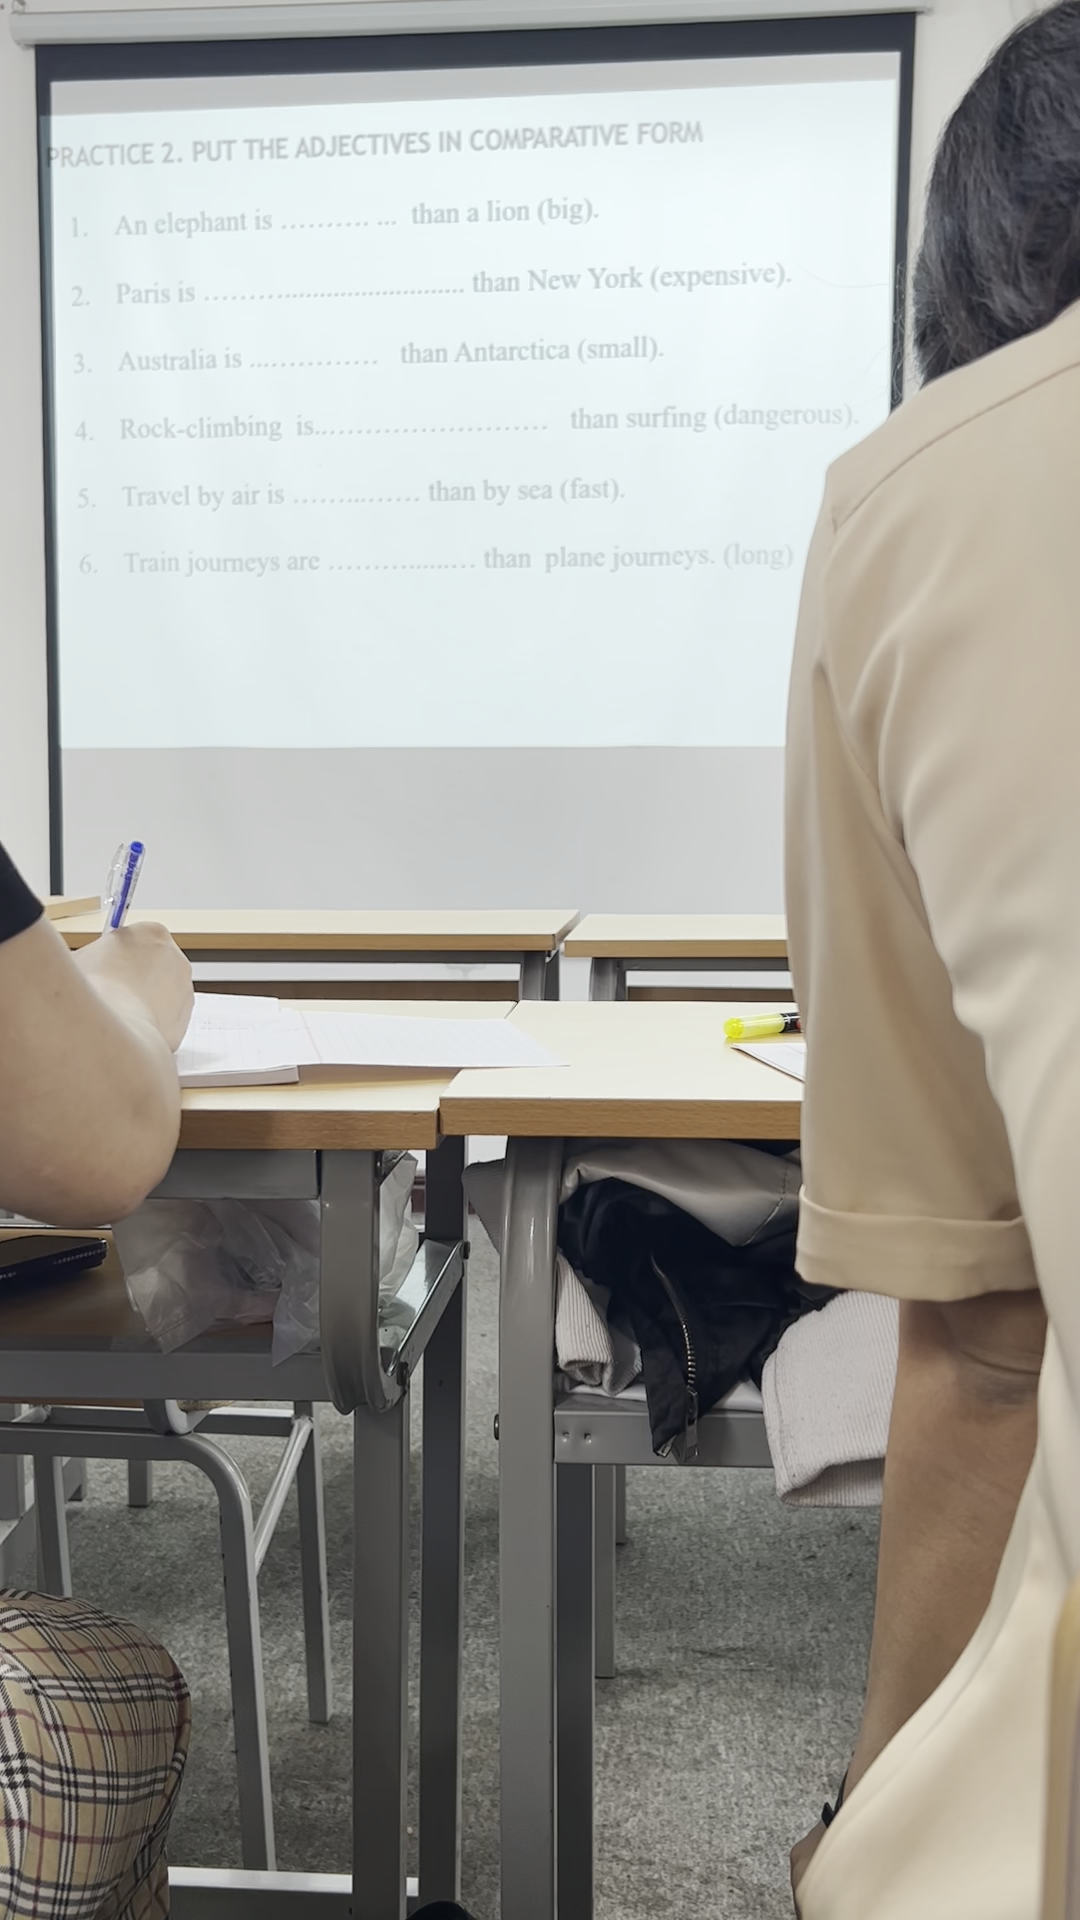 PRACTICE 2. PUT THE ADJECTIVES IN COMPARATIVE FORM
1. An elephant is .......... ... than a lion (big).
2. Paris is ....................................... than New York (expensive).
3. Australia is .............. than Antarctica (small).
4. Rock-climbing is.......................... than surfing (dangerous).
5. Travel by air is ................ than by sea (fast).
6. Train journeys are .................. than plane journeys. (long)